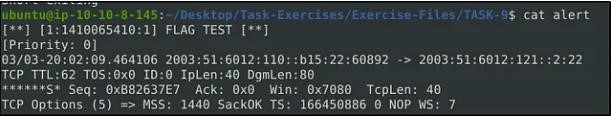 ubuntu@ip-10-10-8-145:~/Desktop/Task-Exercises/Exercise-Files/TASK-9$ cat alert
[**] [1:1410065410:1] FLAG TEST [**]
[Priority: 0]
03/03-20:02:09.464106 2003:51:6012:110::b15:22:60892 -> 2003:51:6012:121::2:22
TCP TTL:62 TOS:0x0 ID:0 IpLen:40 DgmLen:80
******S* Seq: 0xB82637E7 Ack: 0x0 Win: 0x7080 TcpLen: 40
TCP Options (5) => MSS: 1440 SackOK TS: 166450886 0 NOP WS: 7